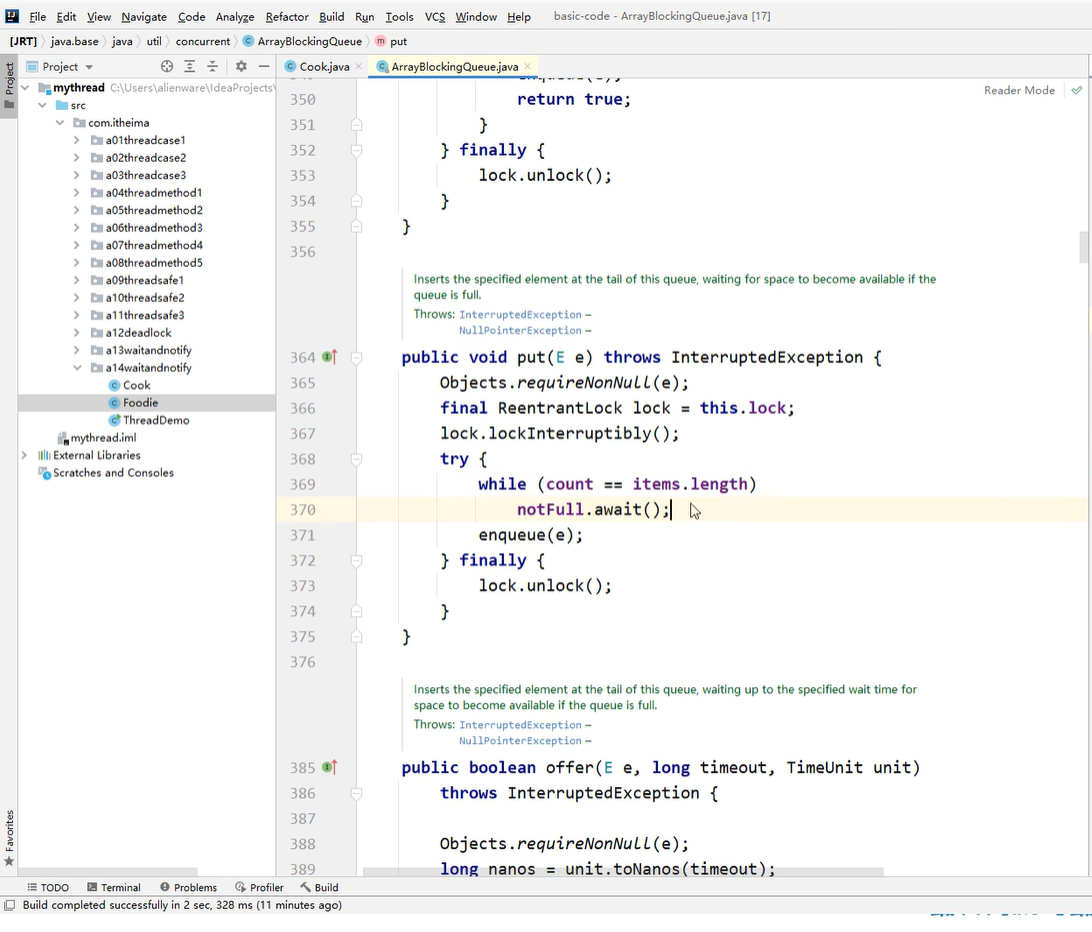 File Edit View Navigate Code Analyze Refactor Build Run Tools VCS Window Help basic-code - ArrayBlockingQueue.java [17]
[JRT] java.base java util concurrent ArrayBlockingQueue put
Project
Project
Cook.java ArrayBlockingQueue.java
Reader Mode
mythread C:\Users\alienware\IdeaProjects\
src
com.itheima
a01threadcase1
a02threadcase2
a03threadcase3
a04threadmethod1
a05threadmethod2
a06threadmethod3
a07threadmethod4
a08threadmethod5
a09threadsafe1
a10threadsafe2
a11threadsafe3
a12deadlock
a13waitandnotify
a14waitandnotify
Cook
Foodie
ThreadDemo
mythread.iml
External Libraries
Scratches and Consoles
350 return true;
351 }
352 } finally {
353 lock.unlock();
354 }
355 }
356
Inserts the specified element at the tail of this queue, waiting for space to become available if the
queue is full.
Throws: InterruptedException –
NullPointerException –
364 public void put(E e) throws InterruptedException {
365 Objects.requireNonNull(e);
366 final ReentrantLock lock = this.lock;
367 lock.lockInterruptibly();
368 try {
369 while (count == items.length)
370 notFull.await();
371 enqueue(e);
372 } finally {
373 lock.unlock();
374 }
375 }
376
Inserts the specified element at the tail of this queue, waiting up to the specified wait time for
space to become available if the queue is full.
Throws: InterruptedException –
NullPointerException –
385 public boolean offer(E e, long timeout, TimeUnit unit)
386 throws InterruptedException {
387
388 Objects.requireNonNull(e);
389 long nanos = unit.toNanos(timeout);
Favorites
TODO Terminal Problems Profiler Build
Build completed successfully in 2 sec, 328 ms (11 minutes ago)